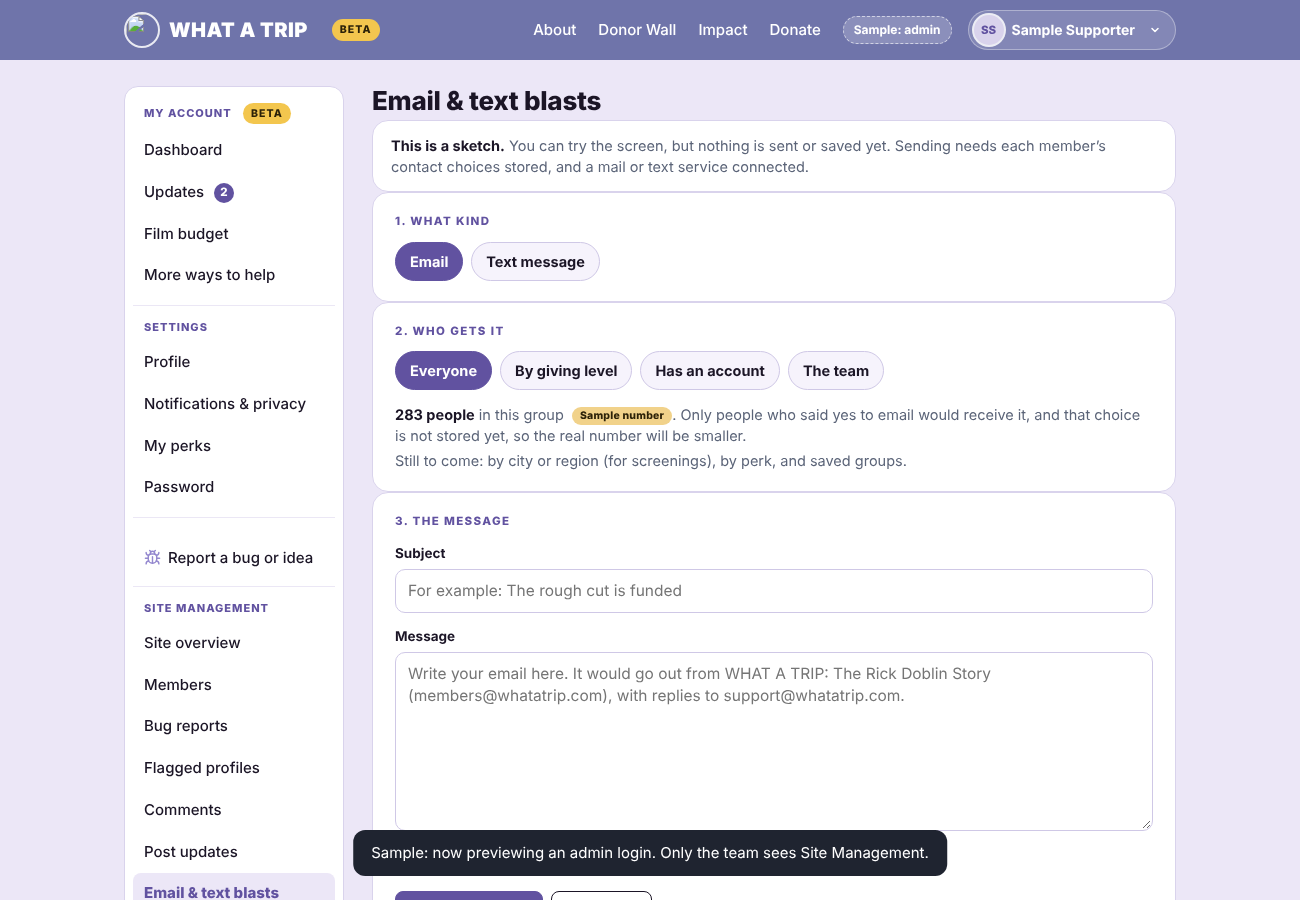 WHAT A TRIP BETA About Donor Wall Impact Donate Sample: admin SS Sample Supporter
MY ACCOUNT BETA
Dashboard
Updates 2
Film budget
More ways to help
SETTINGS
Profile
Notifications & privacy
My perks
Password
Report a bug or idea
SITE MANAGEMENT
Site overview
Members
Bug reports
Flagged profiles
Comments
Post updates
Email & text blasts
Email & text blasts
This is a sketch. You can try the screen, but nothing is sent or saved yet. Sending needs each member's
contact choices stored, and a mail or text service connected.
1. WHAT KIND
Email Text message
2. WHO GETS IT
Everyone By giving level Has an account The team
283 people in this group Sample number. Only people who said yes to email would receive it, and that choice
is not stored yet, so the real number will be smaller.
Still to come: by city or region (for screenings), by perk, and saved groups.
3. THE MESSAGE
Subject
For example: The rough cut is funded
Message
Write your email here. It would go out from WHAT A TRIP: The Rick Doblin Story
(members@whatatrip.com), with replies to support@whatatrip.com.
Sample: now previewing an admin login. Only the team sees Site Management.